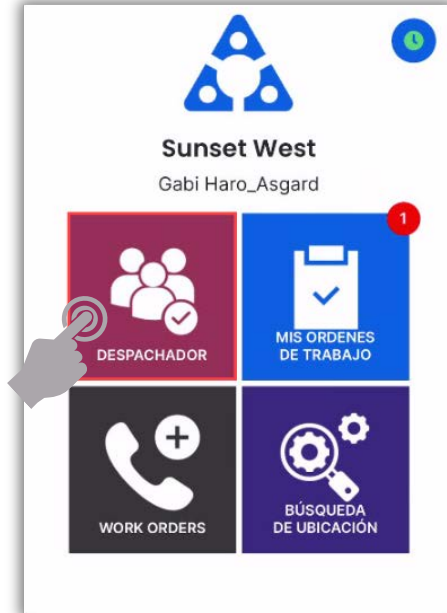 Sunset West
Gabi Haro_Asgard
1
DESPACHADOR
MIS ORDENES
DE TRABAJO
WORK ORDERS
BÚSQUEDA
DE UBICACIÓN